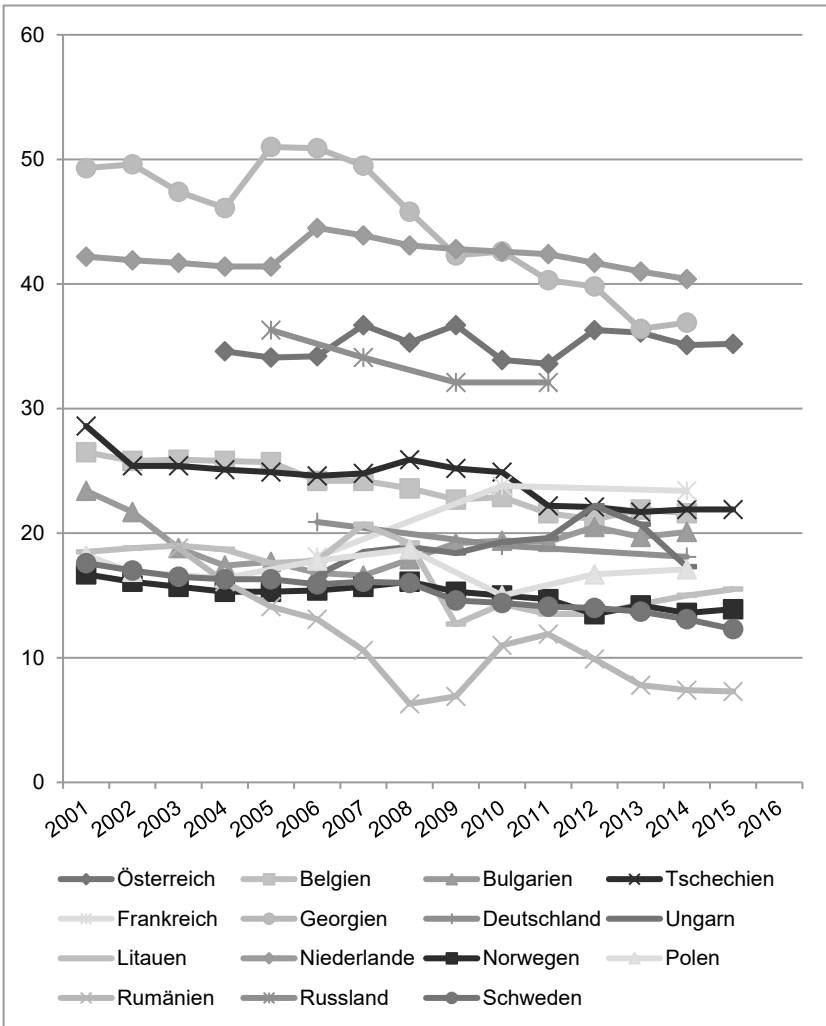 60
50
40
30
20
10
0
2001 2002 2003 2004 2005 2006 2007 2008 2009 2010 2011 2012 2013 2014 2015 2016
Österreich Belgien Bulgarien Tschechien
Frankreich Georgien Deutschland Ungarn
Litauen Niederlande Norwegen Polen
Rumänien Russland Schweden